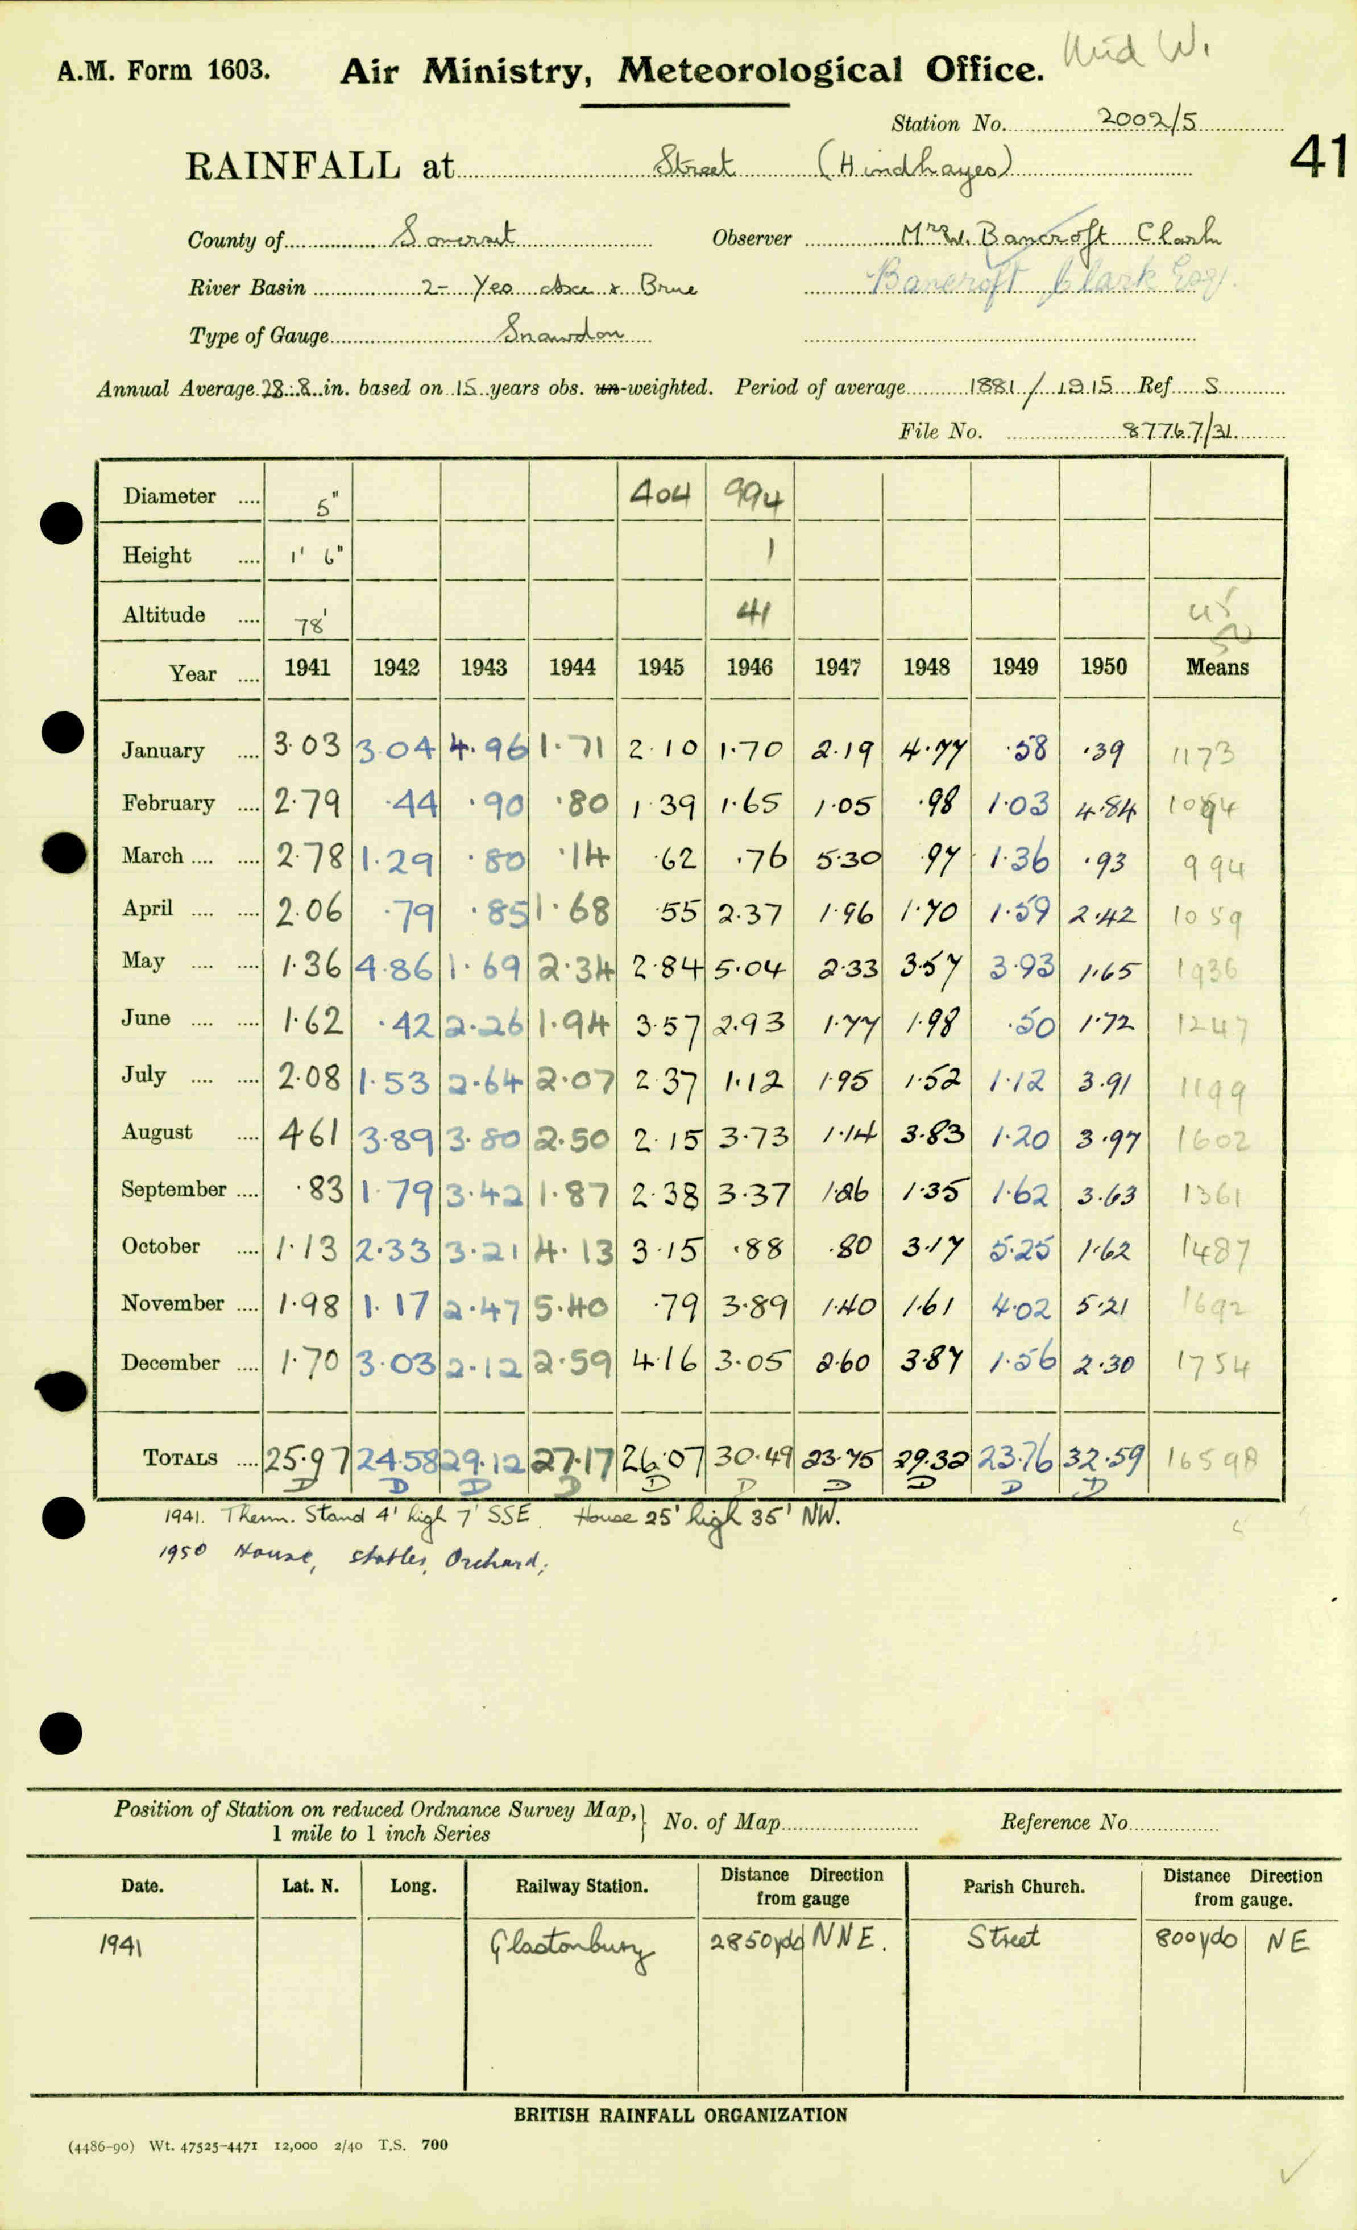 Mid W.
A.M. Form 1603. Air Ministry, Meteorological Office.
Station No. 2002/5
41
RAINFALL at Street (Hindhayes)
County of Somerset Observer Mrs W. Bancroft Clark
River Basin 2- Yeo Axe & Brue Bancroft Clark Esq.
Type of Gauge Snowdon
Annual Average 28.8 in. based on 15 years obs. un-weighted. Period of average 1881/1915 Ref S
File No. 87767/31
Diameter .... 5" 404 994
Height .... 1' 6" 1
Altitude .... 78' 41 45
50
Year .... 1941 1942 1943 1944 1945 1946 1947 1948 1949 1950 Means
January .... 3.03 3.04 4.96 1.71 2.10 1.70 2.19 4.77 .58 .39 1173
February .... 2.79 .44 .90 .80 1.39 1.65 1.05 .98 1.03 4.84 1094
March .... .... 2.78 1.29 .80 .14 .62 .76 5.30 .97 1.36 .93 994
April .... .... 2.06 .79 .85 1.68 .55 2.37 1.96 1.70 1.59 2.42 1059
May .... .... 1.36 4.86 1.69 2.34 2.84 5.04 2.33 3.57 3.93 1.65 1936
June .... .... 1.62 .42 2.26 1.94 3.57 2.93 1.77 1.98 .50 1.72 1247
July .... .... 2.08 1.53 2.64 2.07 2.37 1.12 1.95 1.52 1.12 3.91 1199
August .... 4.61 3.89 3.80 2.50 2.15 3.73 1.14 3.83 1.20 3.97 1602
September .... .83 1.79 3.42 1.87 2.38 3.37 1.26 1.35 1.62 3.63 1361
October .... 1.13 2.33 3.21 4.13 3.15 .88 .80 3.17 5.25 1.62 1487
November .... 1.98 1.17 2.47 5.40 .79 3.89 1.40 1.61 4.02 5.21 1692
December .... 1.70 3.03 2.12 2.59 4.16 3.05 2.60 3.87 1.56 2.30 1754
TOTALS .... 25.97 24.58 29.12 27.17 26.07 30.49 23.75 29.32 23.76 32.59 16598
D D D D D D D D D D
1941. Therm. Stand 4' high 7' SSE. House 25' high 35' NW.
1950 House, stables, Orchard;
Position of Station on reduced Ordnance Survey Map, No. of Map Reference No
1 mile to 1 inch Series
Date. Lat. N. Long. Railway Station. Distance Direction from gauge Parish Church. Distance Direction from gauge.
1941 Glastonbury 2850 yds NNE. Street 800 yds NE
BRITISH RAINFALL ORGANIZATION
(4486-90) Wt. 47525-4471 12,000 2/40 T.S. 700